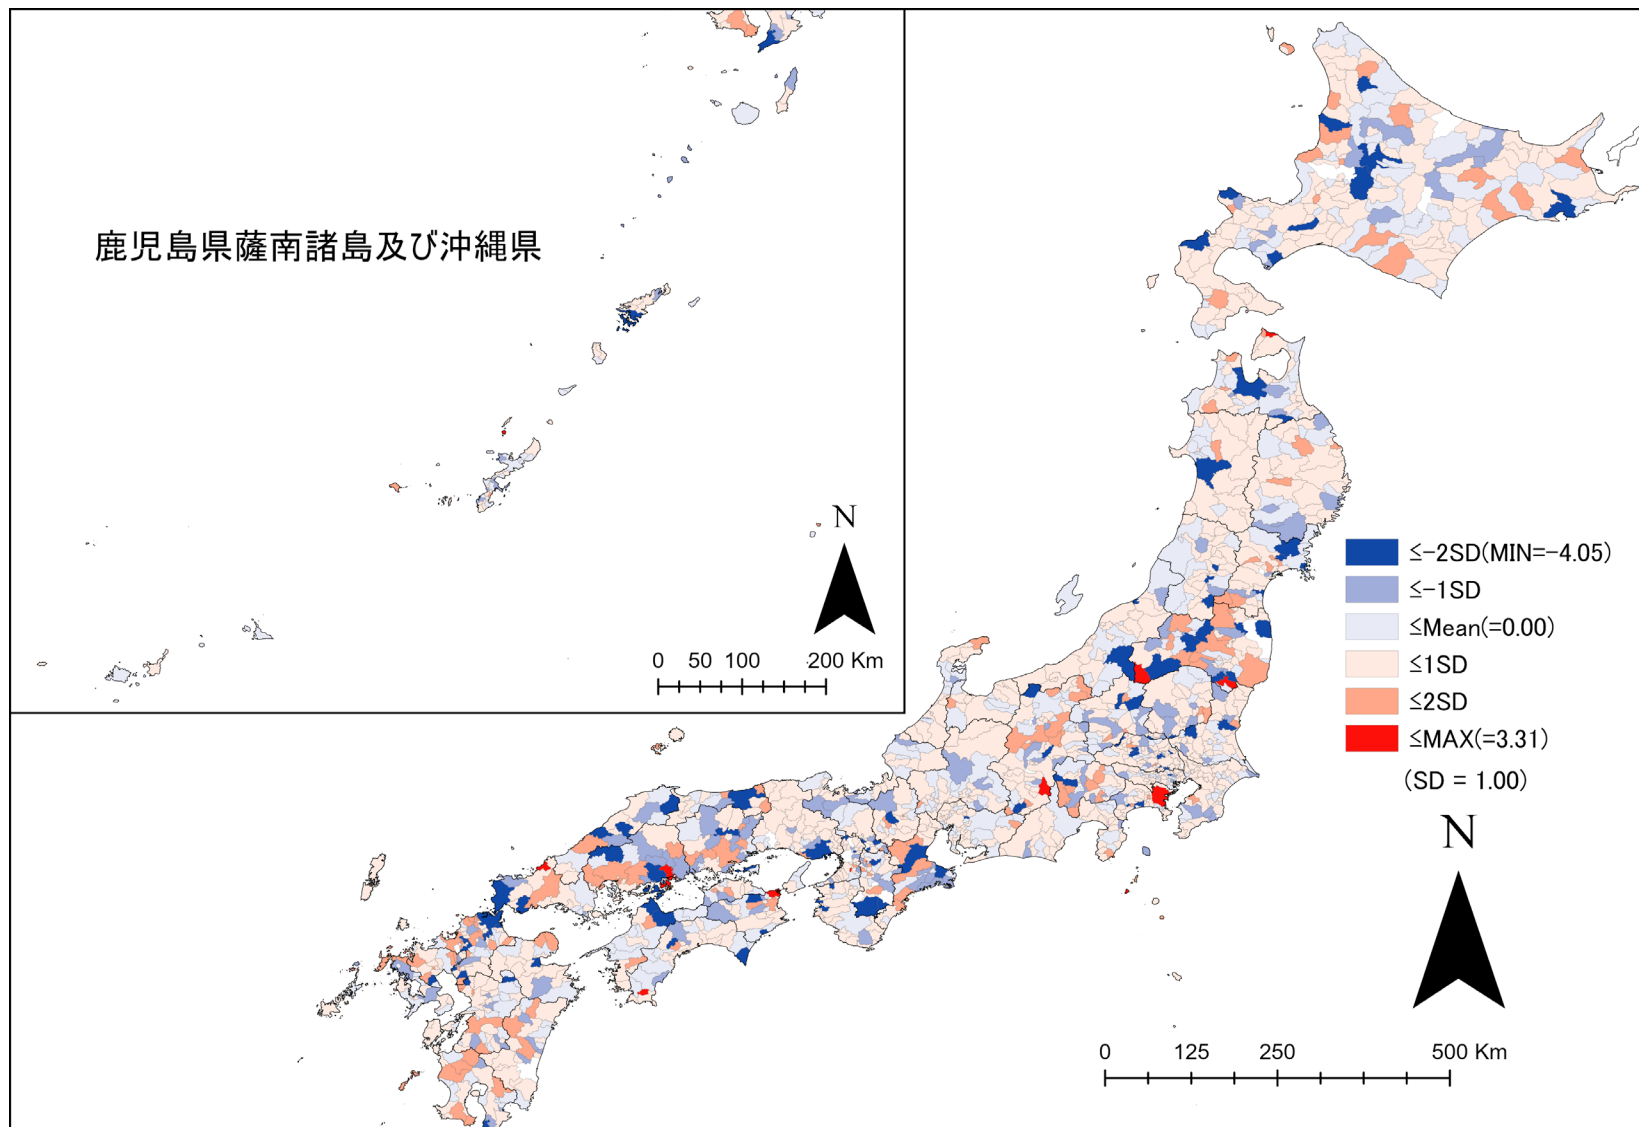 鹿児島県薩南諸島及び沖縄県
N
0 50 100 200 Km
≤-2SD(MIN=-4.05)
≤-1SD
≤Mean(=0.00)
≤1SD
≤2SD
≤MAX(=3.31)
(SD = 1.00)
N
0 125 250 500 Km